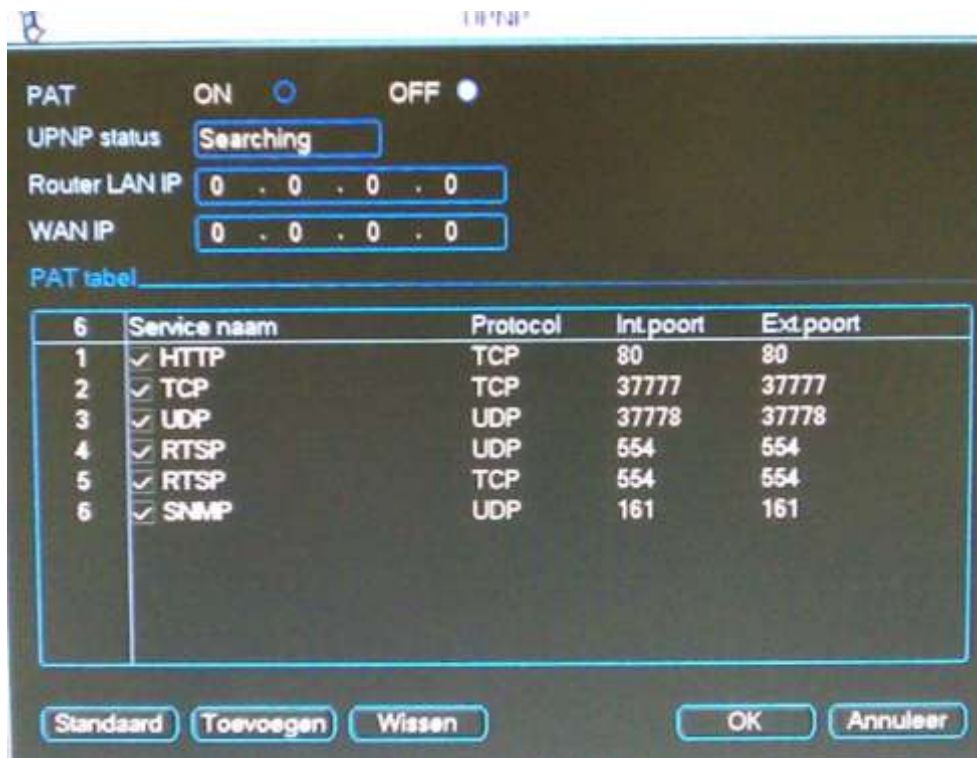 UPNP
PAT ON OFF
UPNP status Searching
Router LAN IP 0 . 0 . 0 . 0
WAN IP 0 . 0 . 0 . 0
PAT tabel
6 Service naam Protocol Int.poort Ext.poort
1 HTTP TCP 80 80
2 TCP TCP 37777 37777
3 UDP UDP 37778 37778
4 RTSP UDP 554 554
5 RTSP TCP 554 554
6 SNMP UDP 161 161
Standaard Toevoegen Wissen OK Annuleer